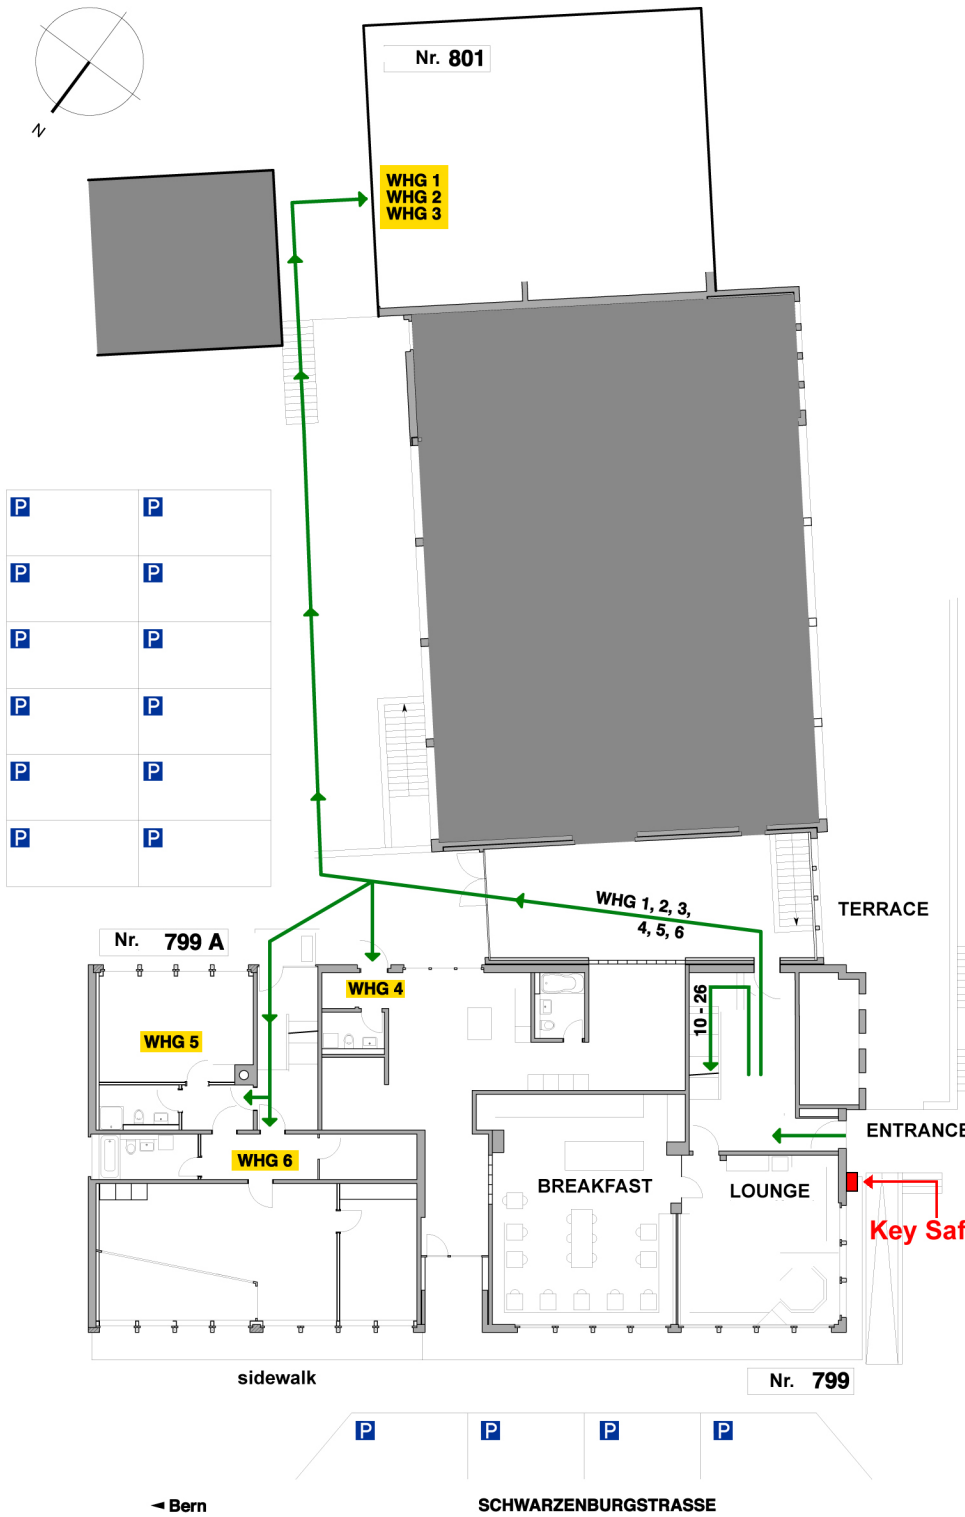 Nr. 801
N
WHG 1
WHG 2
WHG 3
P P
P P
P P
P P
P P
P P
WHG 1, 2, 3,
4, 5, 6
TERRACE
Nr. 799 A
WHG 4
10 - 26
WHG 5
ENTRANCE
WHG 6
BREAKFAST
LOUNGE
Key Saf
sidewalk
Nr. 799
P P P P
Bern
SCHWARZENBURGSTRASSE